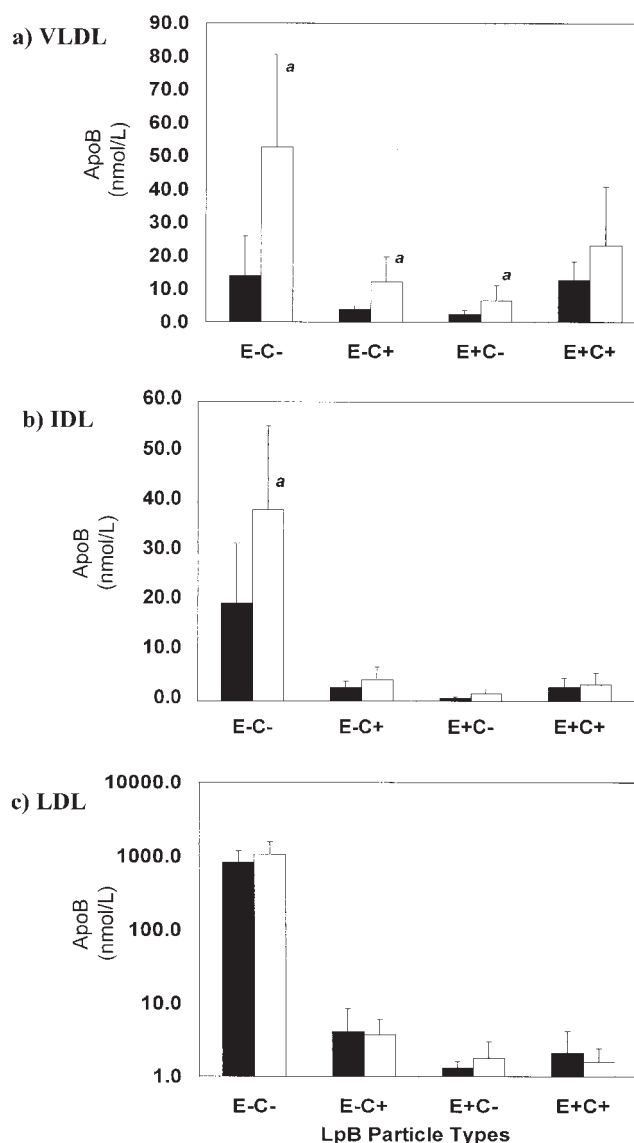 a) VLDL
ApoB
(nmol/L)
90.0
80.0
70.0
60.0
50.0
40.0
30.0
20.0
10.0
0.0
a
a
a
E-C-
E-C+
E+C-
E+C+
b) IDL
ApoB
(nmol/L)
60.0
50.0
40.0
30.0
20.0
10.0
0.0
a
E-C-
E-C+
E+C-
E+C+
c) LDL
ApoB
(nmol/L)
10000.0
1000.0
100.0
10.0
1.0
E-C-
E-C+
E+C-
E+C+
LpB Particle Types